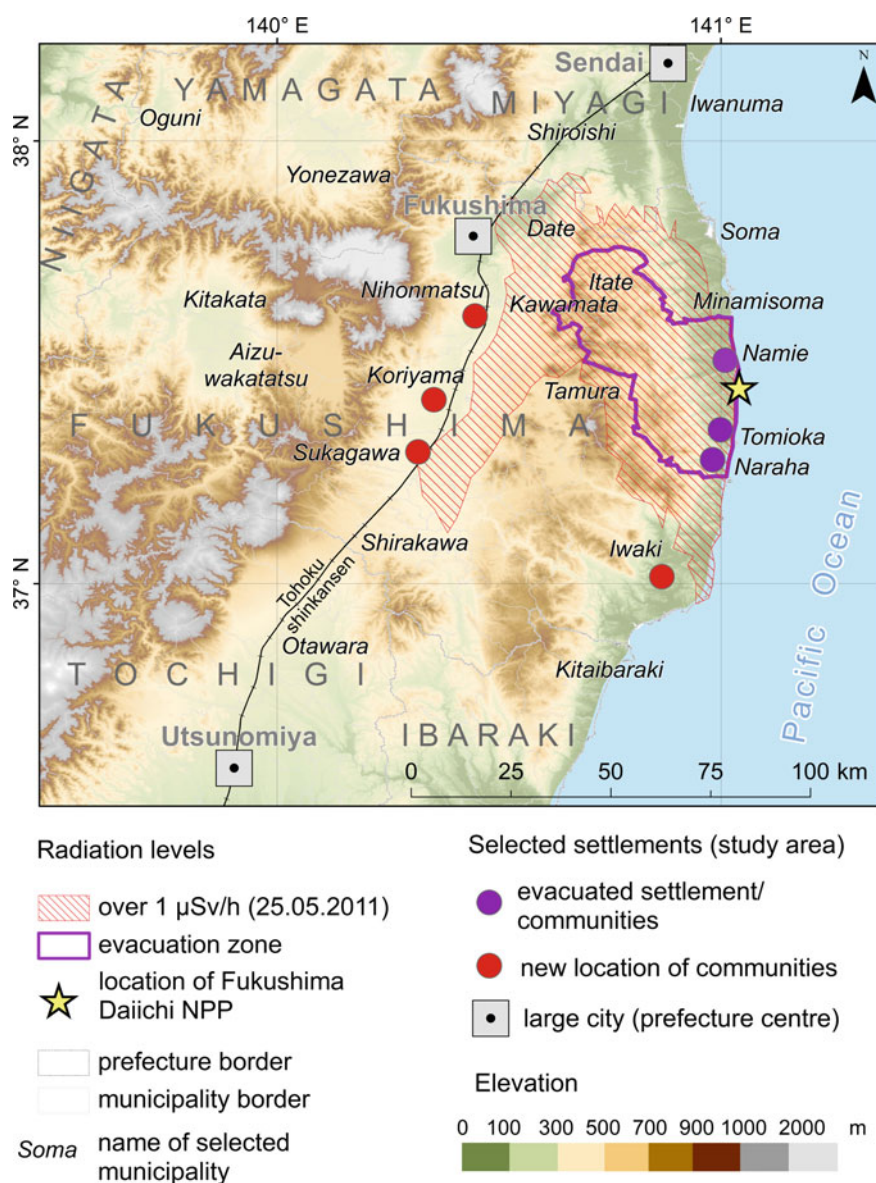 140° E
141° E
Sendai
N
YAMAGATA
MIYAGI
Iwanuma
Oguni
Shiroishi
38° N
NIIGATA
Yonezawa
Fukushima
Date
Soma
Itate
Kitakata
Nihonmatsu
Kawamata
Minamisoma
Namie
Aizu-
wakatatsu
Koriyama
Tamura
FUKUSHIMA
Tomioka
Sukagawa
Naraha
Shirakawa
Iwaki
37° N
Tohoku
shinkansen
Otawara
Pacific Ocean
TOCHIGI
Kitaibaraki
Utsunomiya
IBARAKI
0 25 50 75 100 km
Radiation levels
over 1 µSv/h (25.05.2011)
evacuation zone
location of Fukushima
Daiichi NPP
prefecture border
municipality border
Soma
name of selected
municipality
Selected settlements (study area)
evacuated settlement/
communities
new location of communities
large city (prefecture centre)
Elevation
0 100 300 500 700 900 1000 2000 m